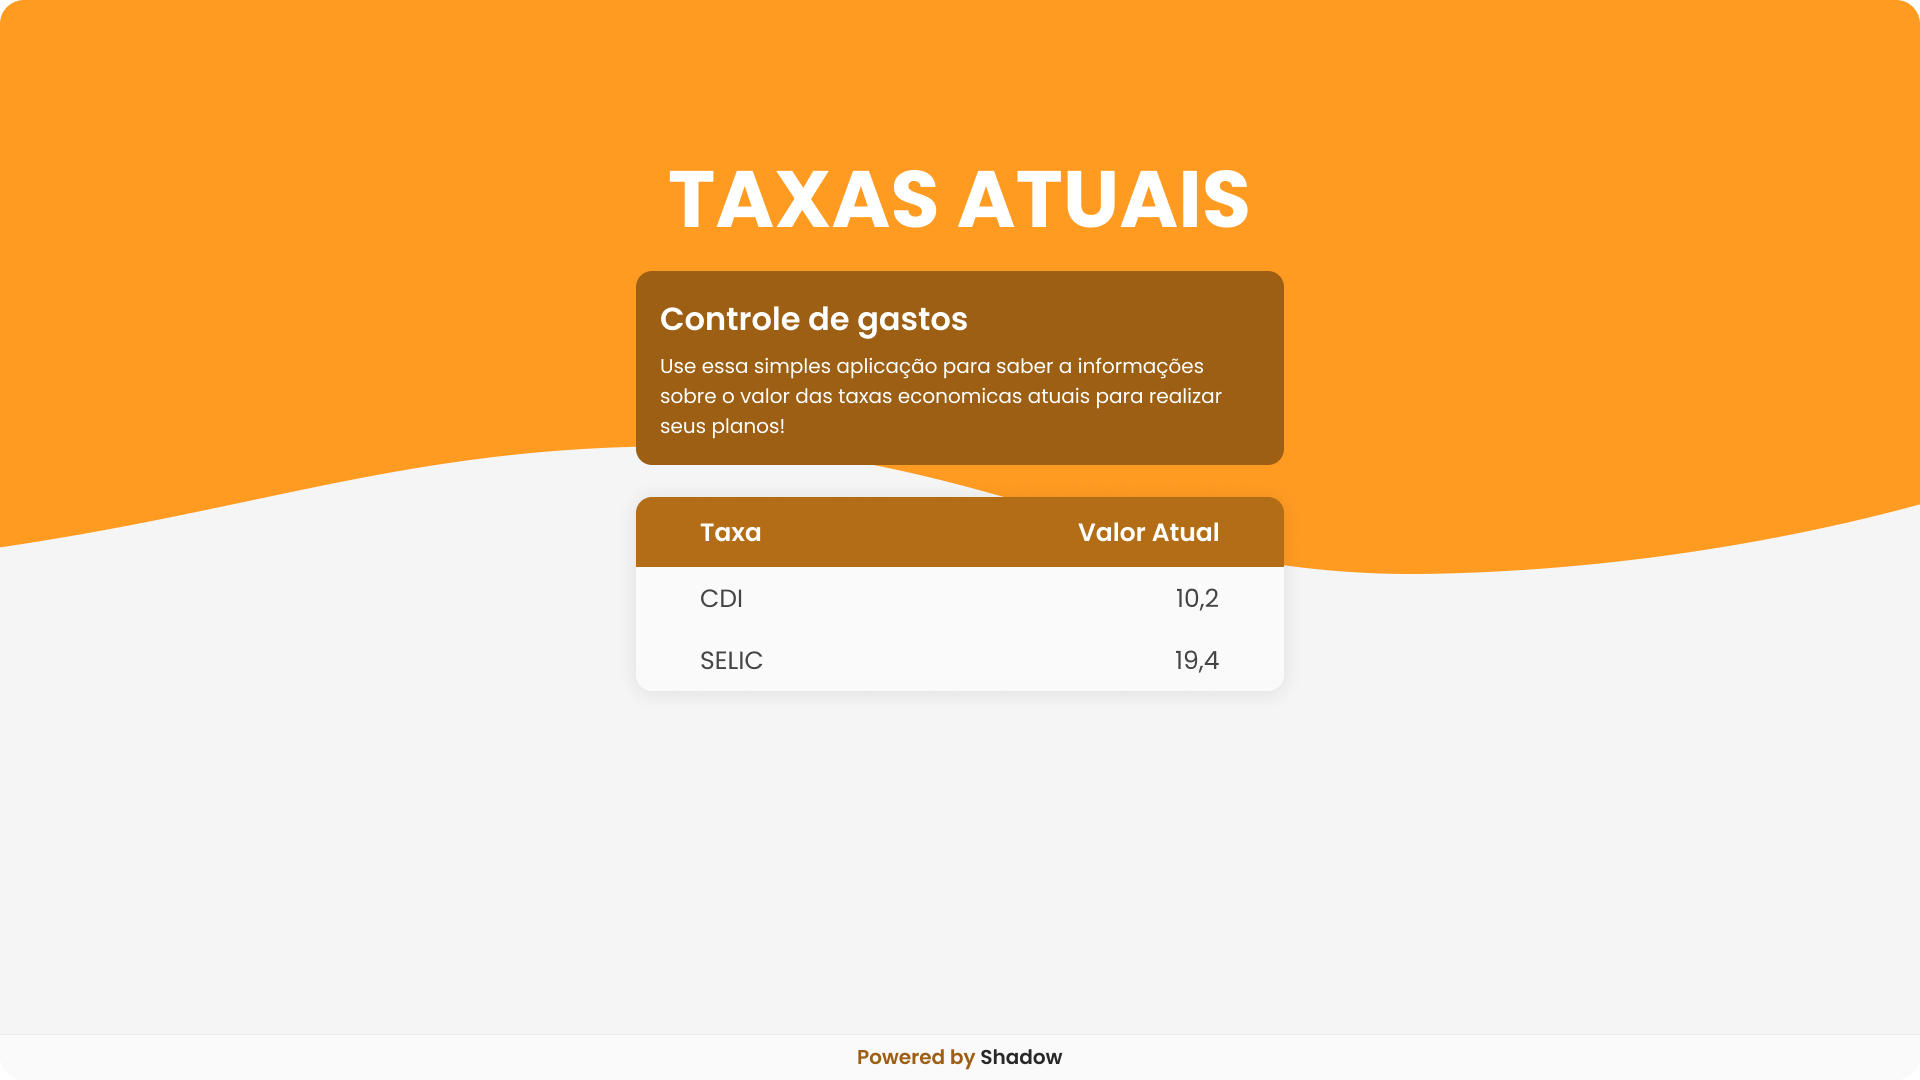 TAXAS ATUAIS
Controle de gastos
Use essa simples aplicação para saber a informações
sobre o valor das taxas economicas atuais para realizar
seus planos!
Taxa Valor Atual
CDI 10,2
SELIC 19,4
Powered by Shadow